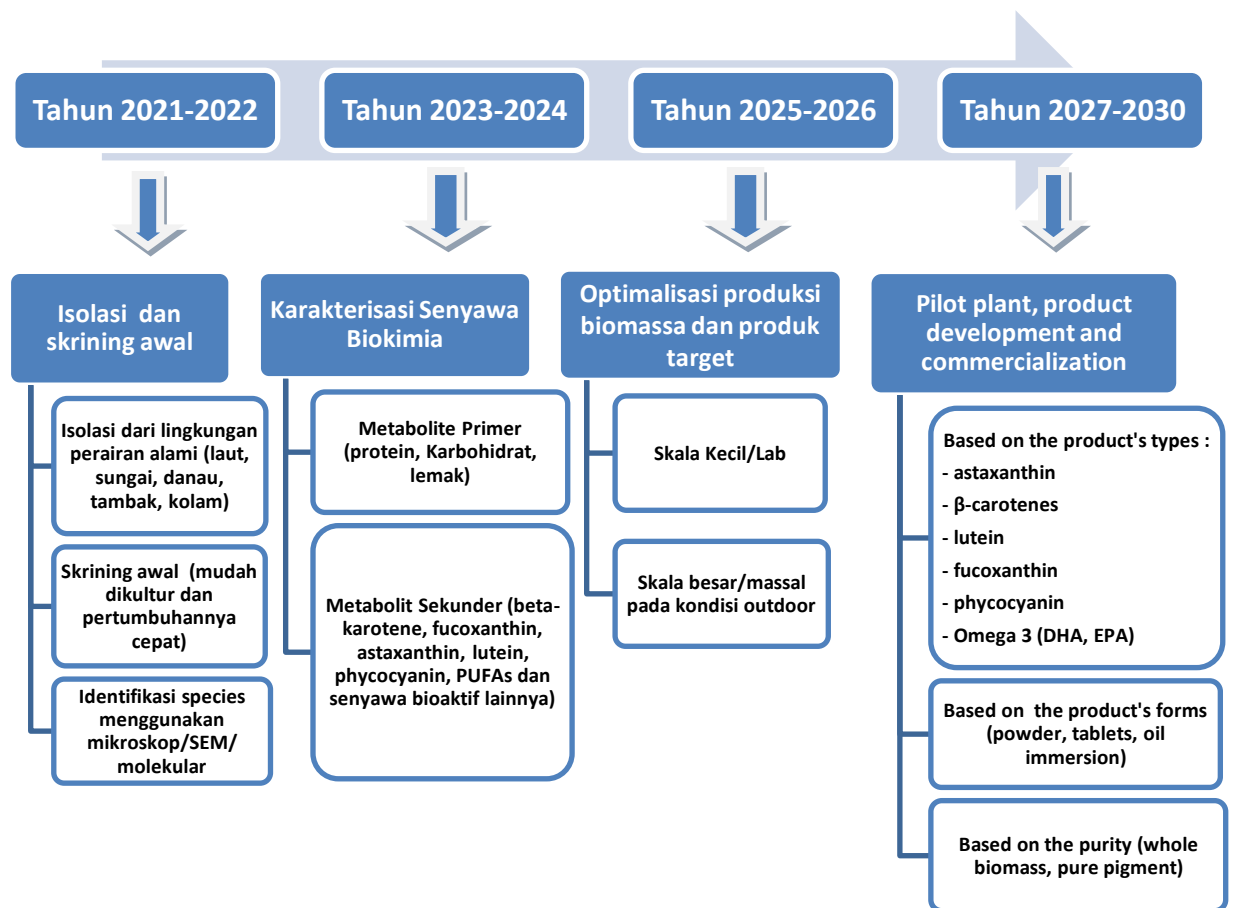 Tahun 2021-2022
Tahun 2023-2024
Tahun 2025-2026
Tahun 2027-2030
Isolasi dan
skrining awal
Isolasi dari lingkungan
perairan alami (laut,
sungai, danau,
tambak, kolam)
Skrining awal (mudah
dikultur dan
pertumbuhannya
cepat)
Identifikasi species
menggunakan
mikroskop/SEM/
molekular
Karakterisasi Senyawa
Biokimia
Metabolite Primer
(protein, Karbohidrat,
lemak)
Metabolit Sekunder (beta-
karotene, fucoxanthin,
astaxanthin, lutein,
phycocyanin, PUFAs dan
senyawa bioaktif lainnya)
Optimalisasi produksi
biomassa dan produk
target
Skala Kecil/Lab
Skala besar/massal
pada kondisi outdoor
Pilot plant, product
development and
commercialization
Based on the product's types :
- astaxanthin
- β-carotenes
- lutein
- fucoxanthin
- phycocyanin
- Omega 3 (DHA, EPA)
Based on the product's forms
(powder, tablets, oil
immersion)
Based on the purity (whole
biomass, pure pigment)